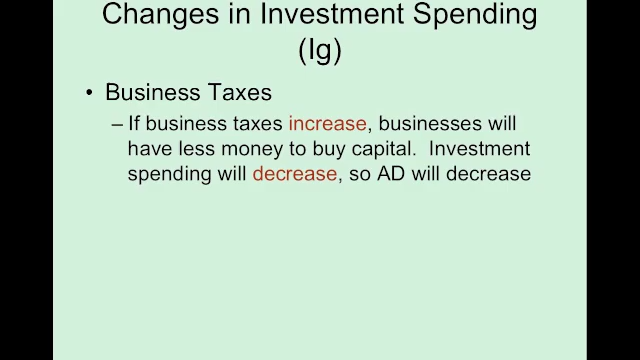 Changes in Investment Spending
(Ig)
• Business Taxes
– If business taxes increase, businesses will
have less money to buy capital. Investment
spending will decrease, so AD will decrease